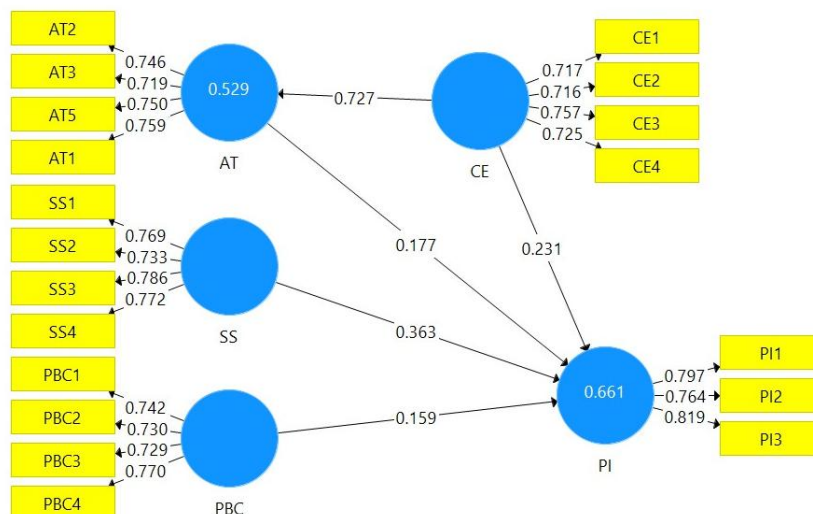 AT2
AT3
AT5
AT1
0.746
0.719
0.750
0.759
0.529
AT
0.727
CE
0.717
0.716
0.757
0.725
CE1
CE2
CE3
CE4
SS1
SS2
SS3
SS4
0.769
0.733
0.786
0.772
SS
0.177
0.231
0.363
PBC1
PBC2
PBC3
PBC4
0.742
0.730
0.729
0.770
PBC
0.159
0.661
PI
0.797
0.764
0.819
PI1
PI2
PI3